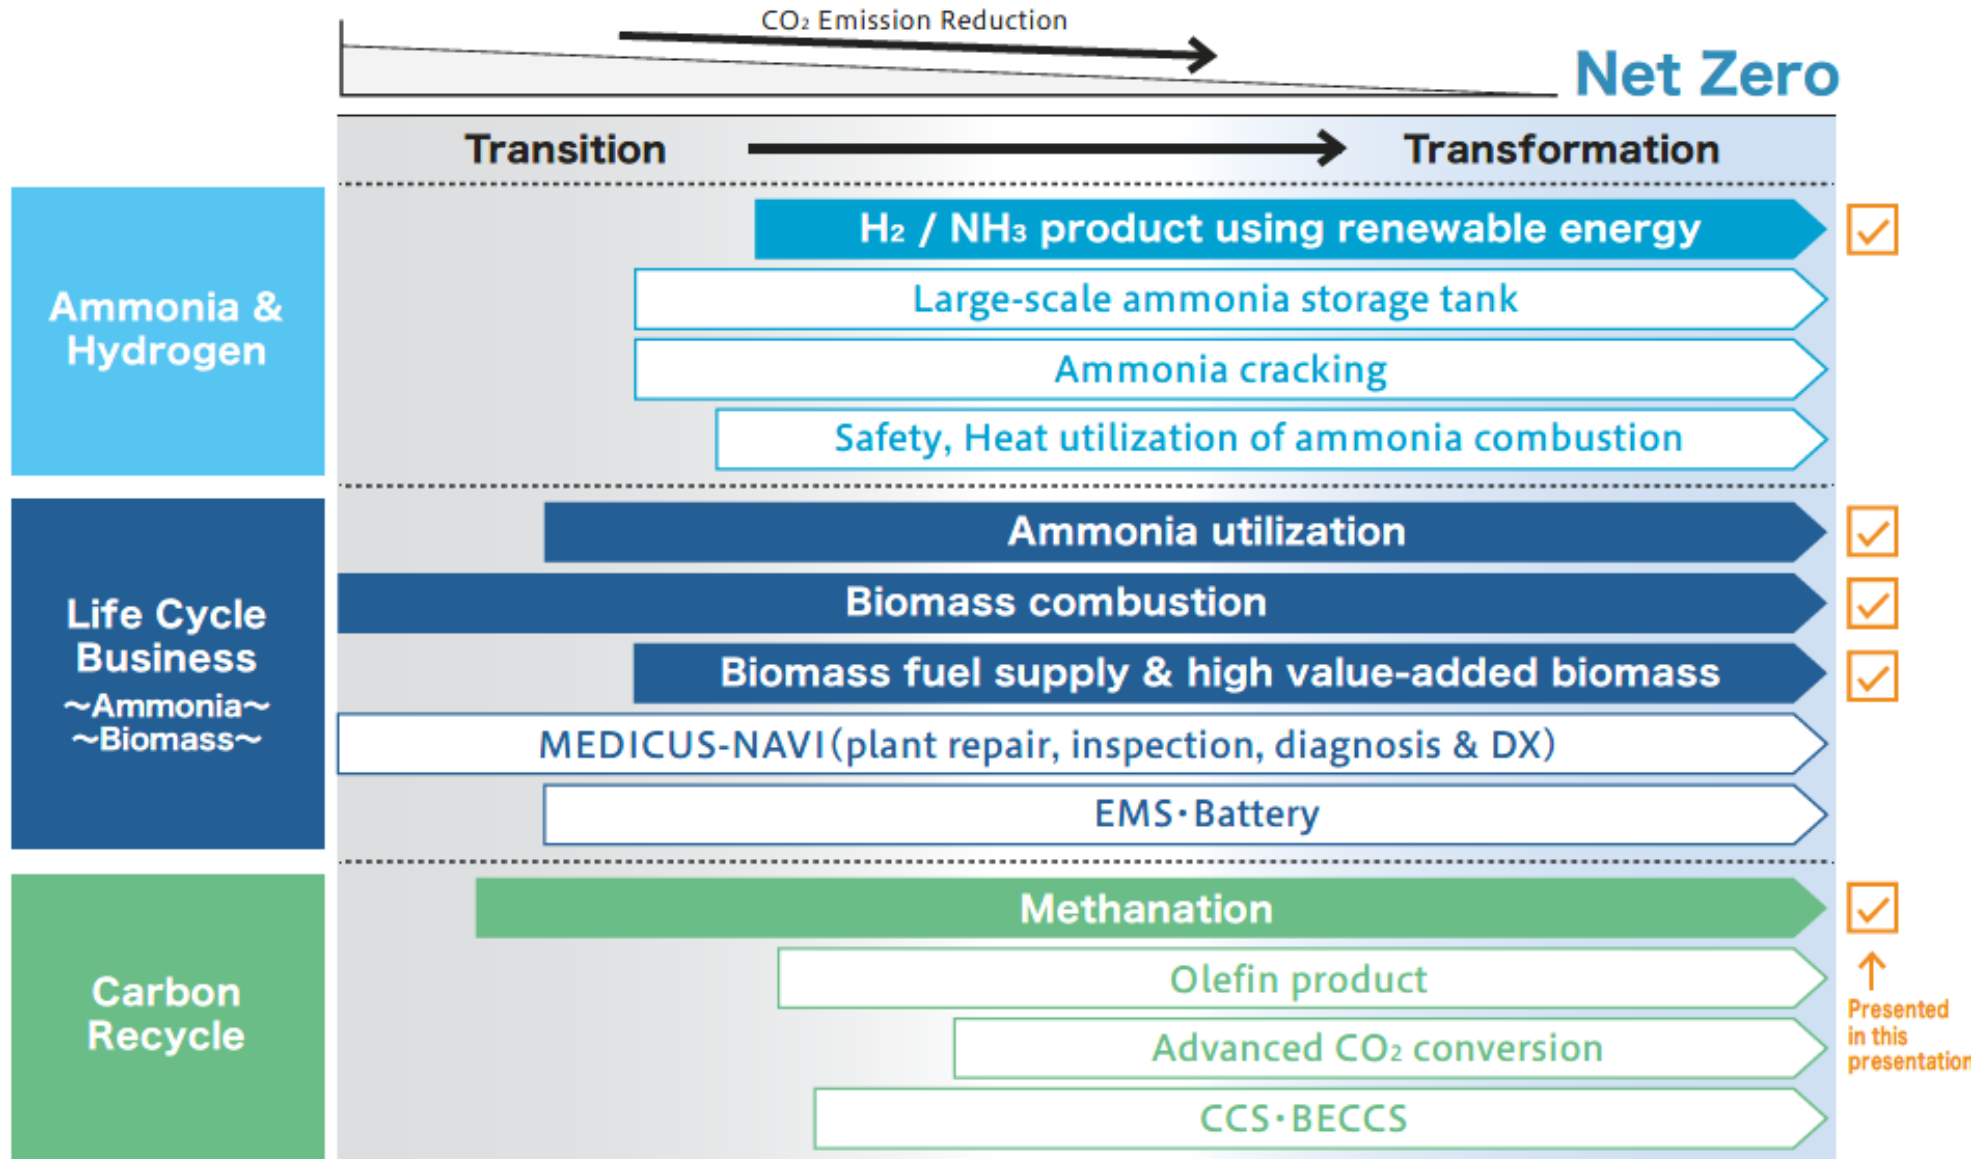 CO₂ Emission Reduction
Net Zero
Transition
Transformation
Ammonia &
Hydrogen
H₂ / NH₃ product using renewable energy
Large-scale ammonia storage tank
Ammonia cracking
Safety, Heat utilization of ammonia combustion
Life Cycle
Business
～Ammonia～
～Biomass～
Ammonia utilization
Biomass combustion
Biomass fuel supply & high value-added biomass
MEDICUS-NAVI(plant repair, inspection, diagnosis & DX)
EMS・Battery
Carbon
Recycle
Methanation
Olefin product
Advanced CO₂ conversion
CCS・BECCS
Presented
in this
presentation